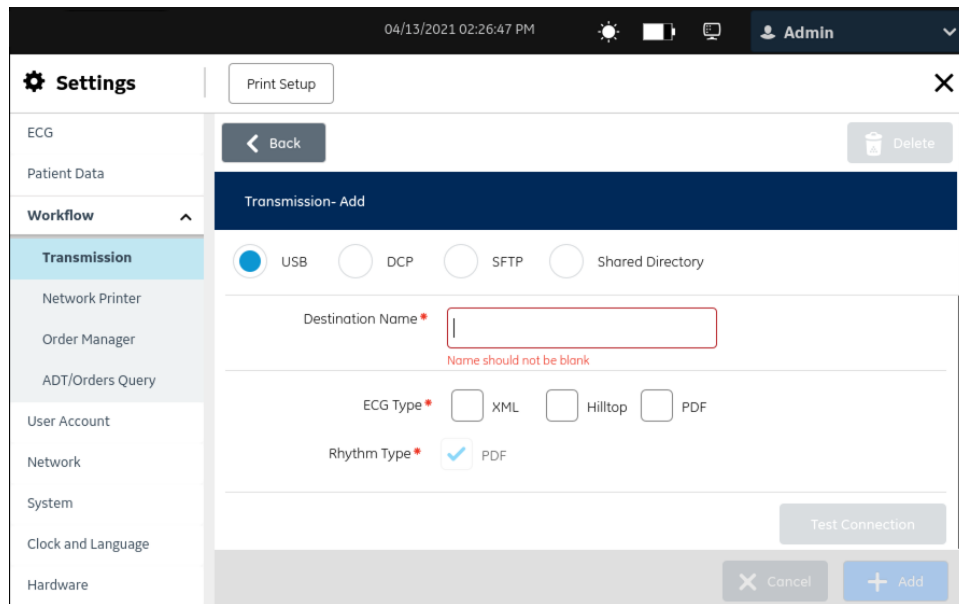 04/13/2021 02:26:47 PM
Admin
Settings
Print Setup
ECG
Patient Data
Workflow
Transmission
Network Printer
Order Manager
ADT/Orders Query
User Account
Network
System
Clock and Language
Hardware
Back
Delete
Transmission- Add
USB DCP SFTP Shared Directory
Destination Name*
Name should not be blank
ECG Type* XML Hilltop PDF
Rhythm Type* PDF
Test Connection
Cancel Add